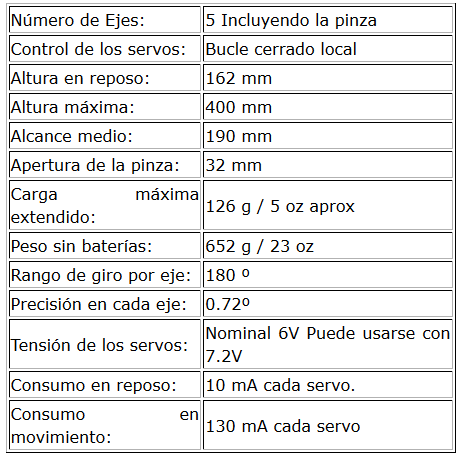 Número de Ejes: 5 Incluyendo la pinza
Control de los servos: Bucle cerrado local
Altura en reposo: 162 mm
Altura máxima: 400 mm
Alcance medio: 190 mm
Apertura de la pinza: 32 mm
Carga máxima
extendido: 126 g / 5 oz aprox
Peso sin baterías: 652 g / 23 oz
Rango de giro por eje: 180 º
Precisión en cada eje: 0.72º
Tensión de los servos: Nominal 6V Puede usarse con
7.2V
Consumo en reposo: 10 mA cada servo.
Consumo en
movimiento: 130 mA cada servo